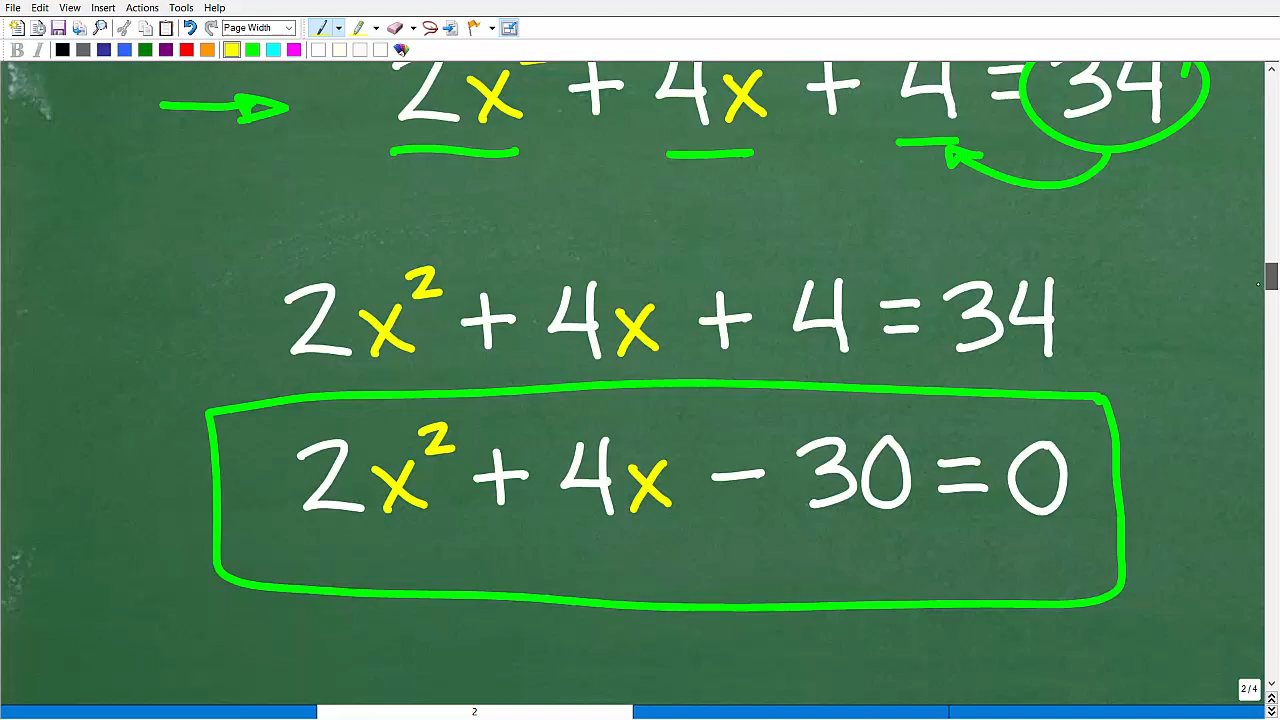 File Edit View Insert Actions Tools Help
Page Width
B I
2x² + 4x + 4 = 34
2x² + 4x + 4 = 34
2x² + 4x - 30 = 0
2/4
2